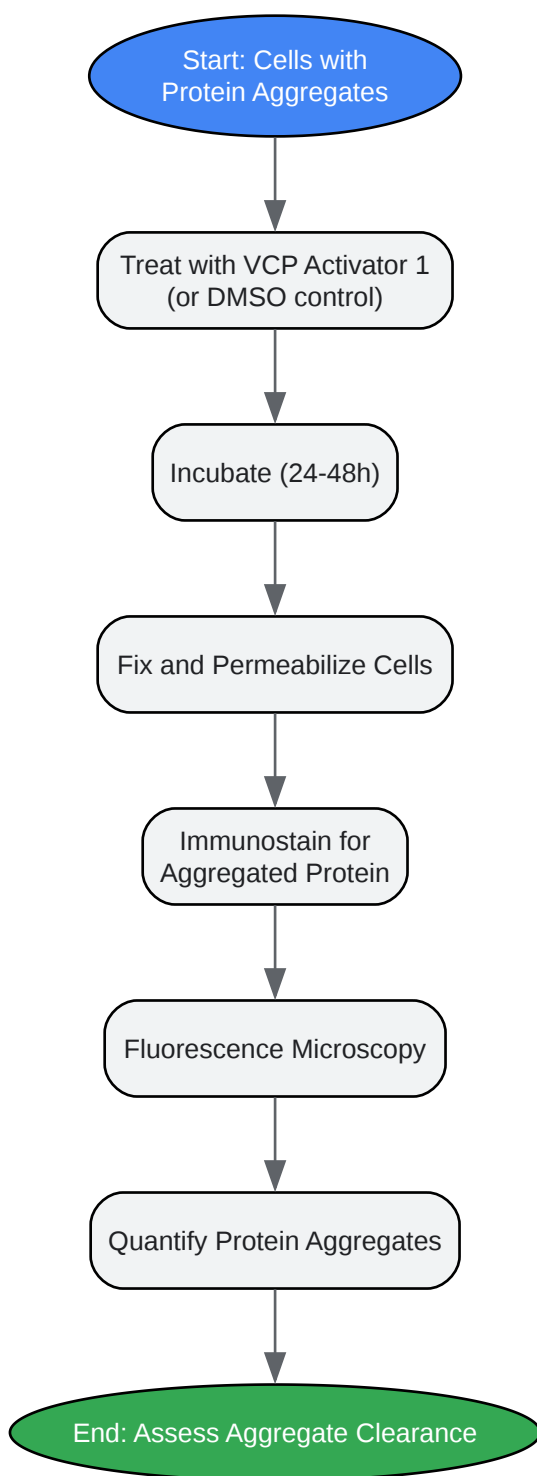 Start: Cells with
Protein Aggregates
Treat with VCP Activator 1
(or DMSO control)
Incubate (24-48h)
Fix and Permeabilize Cells
Immunostain for
Aggregated Protein
Fluorescence Microscopy
Quantify Protein Aggregates
End: Assess Aggregate Clearance